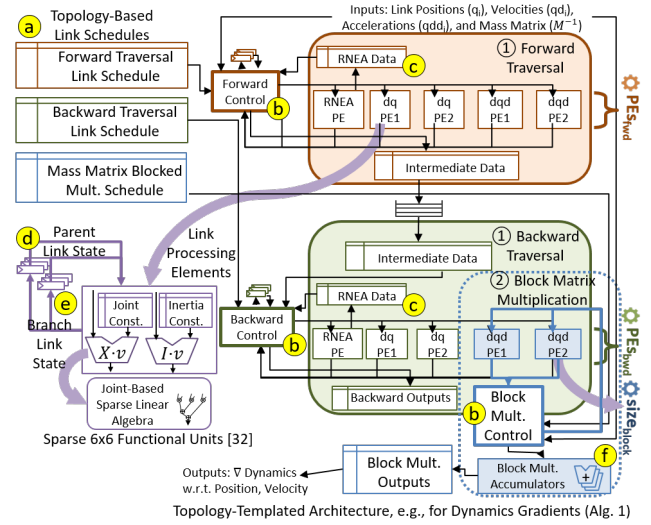 a
Topology-Based
Link Schedules
Inputs: Link Positions (qi), Velocities (qdi),
Accelerations (qddi), and Mass Matrix (M⁻¹)
Forward Traversal
Link Schedule
Backward Traversal
Link Schedule
Mass Matrix Blocked
Mult. Schedule
Forward
Control
b
RNEA Data
c
① Forward
Traversal
RNEA
PE
dq
PE1
dq
PE2
dqd
PE1
dqd
PE2
PEsfwd
Intermediate Data
d
Parent
Link State
e
Branch
Link
State
Link
Processing
Elements
Joint
Const.
Inertia
Const.
X·v
I·v
Joint-Based
Sparse Linear
Algebra
Sparse 6x6 Functional Units [32]
① Backward
Traversal
Intermediate Data
② Block Matrix
Multiplication
RNEA Data
c
Backward
Control
b
RNEA
PE
dq
PE1
dq
PE2
dqd
PE1
dqd
PE2
PEsbwd
sizeblock
Backward Outputs
b
Block
Mult.
Control
f
Block Mult.
Accumulators
+
Block Mult.
Outputs
Outputs: ∇ Dynamics
w.r.t. Position, Velocity
Topology-Templated Architecture, e.g., for Dynamics Gradients (Alg. 1)